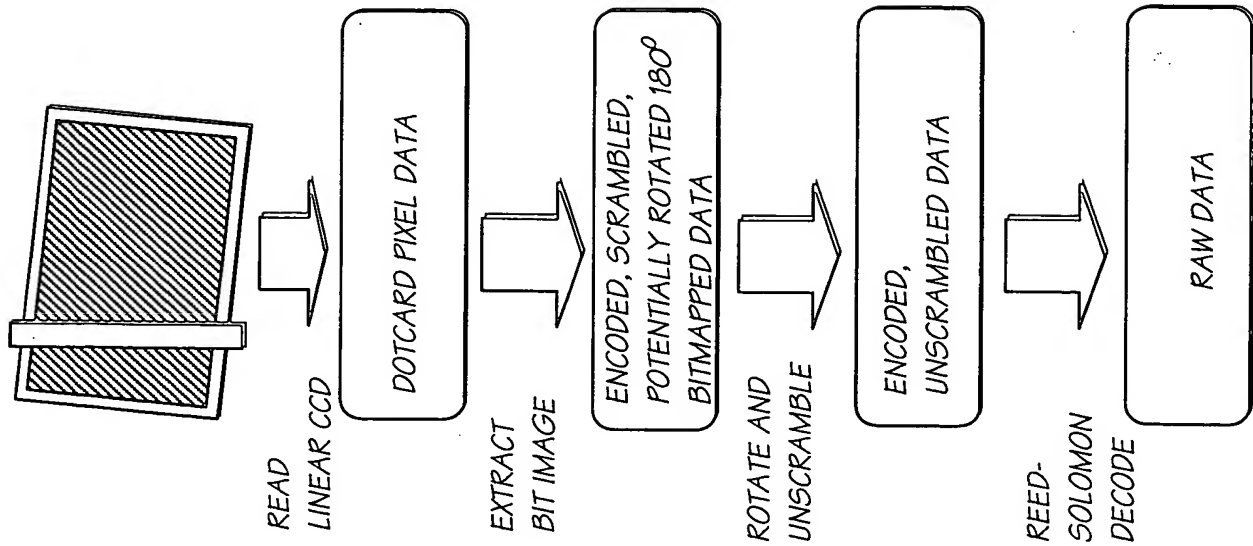 READ
LINEAR CCD
DOTCARD PIXEL DATA
EXTRACT
BIT IMAGE
ENCODED, SCRAMBLED,
POTENTIALLY ROTATED 180º
BITMAPPED DATA
ROTATE AND
UNSCRAMBLE
ENCODED,
UNSCRAMBLED DATA
REED-
SOLOMON
DECODE
RAW DATA